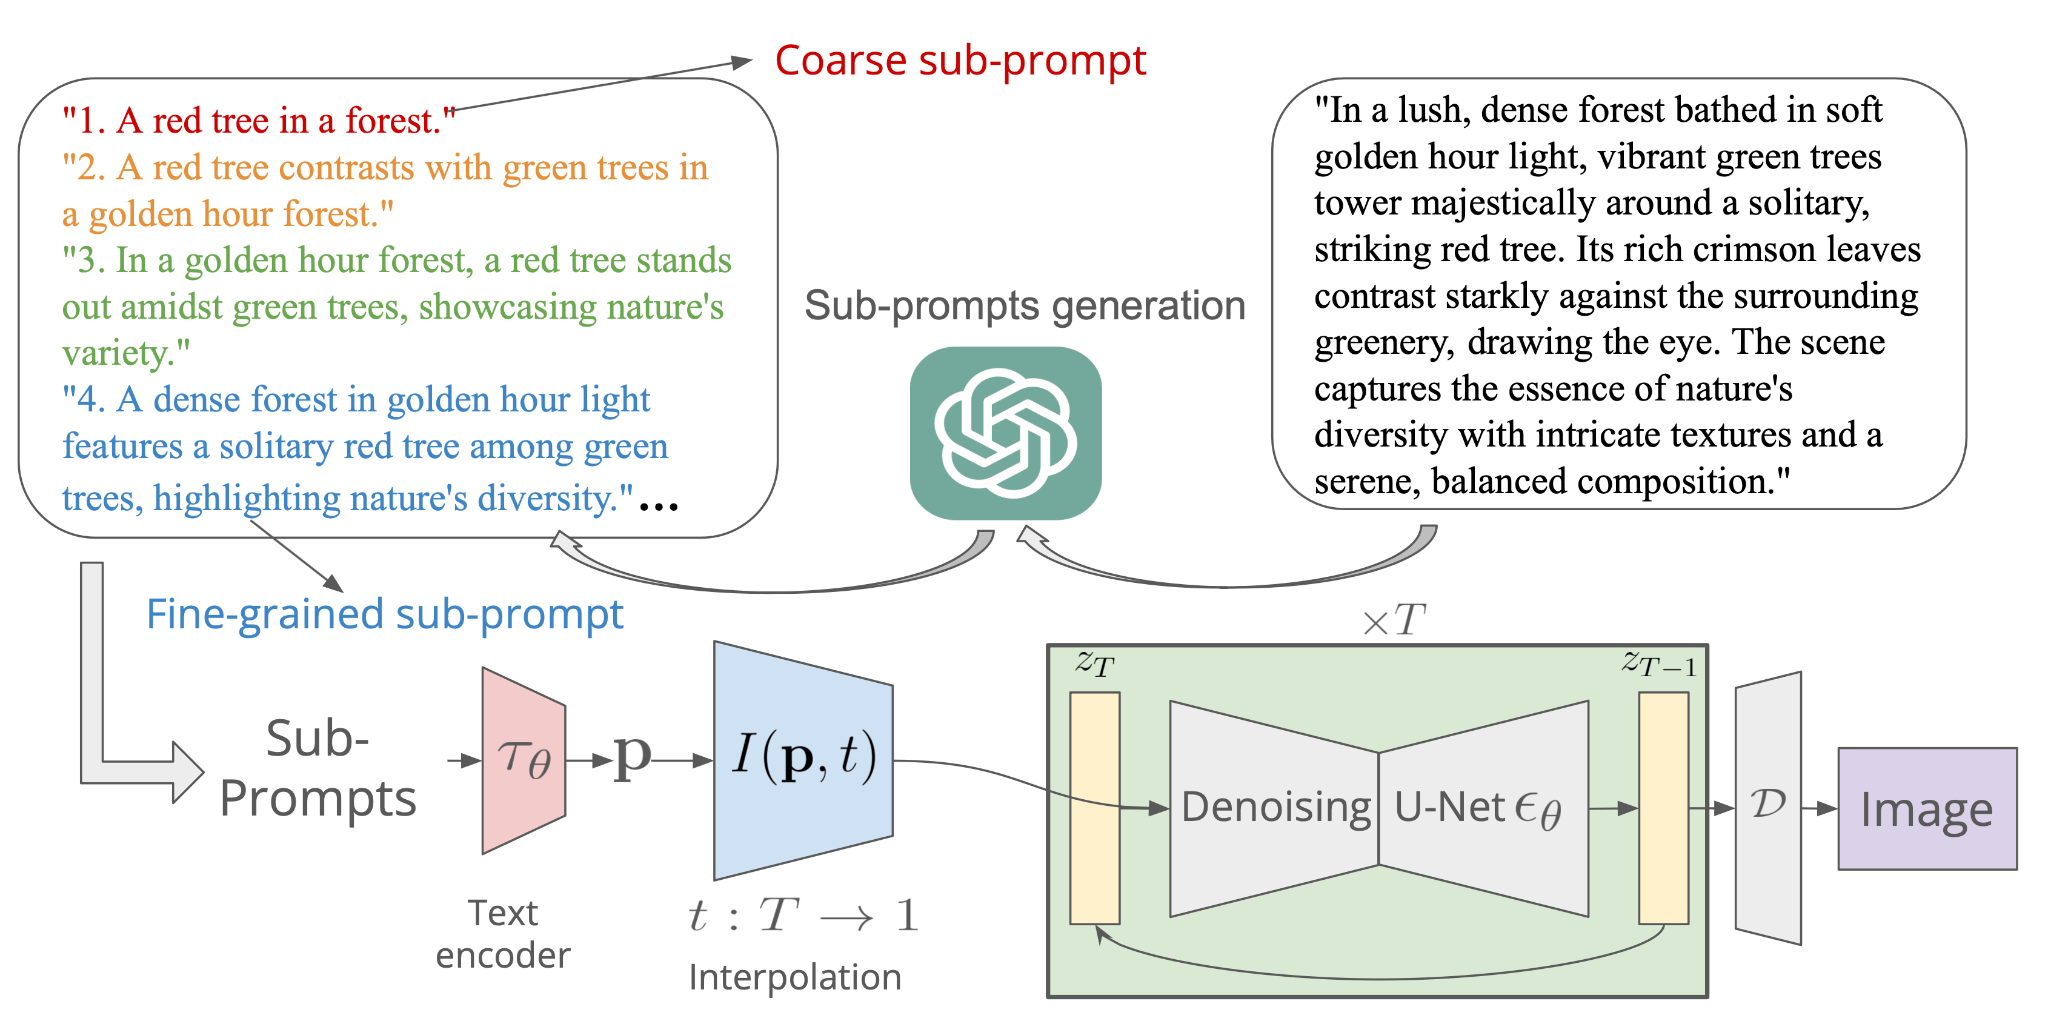 Coarse sub-prompt
"1. A red tree in a forest."
"2. A red tree contrasts with green trees in
a golden hour forest."
"3. In a golden hour forest, a red tree stands
out amidst green trees, showcasing nature's
variety."
"4. A dense forest in golden hour light
features a solitary red tree among green
trees, highlighting nature's diversity."...
Fine-grained sub-prompt
Sub-prompts generation
"In a lush, dense forest bathed in soft
golden hour light, vibrant green trees
tower majestically around a solitary,
striking red tree. Its rich crimson leaves
contrast starkly against the surrounding
greenery, drawing the eye. The scene
captures the essence of nature's
diversity with intricate textures and a
serene, balanced composition."
Sub-
Prompts
τθ
Text
encoder
p
I(p, t)
t : T → 1
Interpolation
×T
z_T
z_{T−1}
Denoising U-Net ϵθ
D
Image